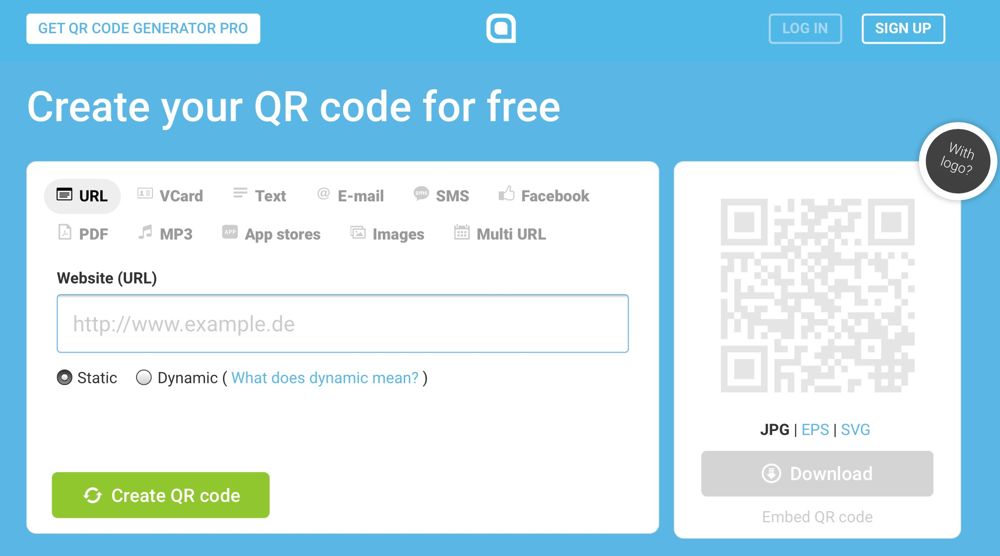 GET QR CODE GENERATOR PRO
LOG IN
SIGN UP
Create your QR code for free
With
logo?
URL
VCard
Text
E-mail
sms
SMS
Facebook
PDF
MP3
APP
App stores
Images
Multi URL
Website (URL)
http://www.example.de
Static
Dynamic ( What does dynamic mean? )
Create QR code
JPG | EPS | SVG
Download
Embed QR code